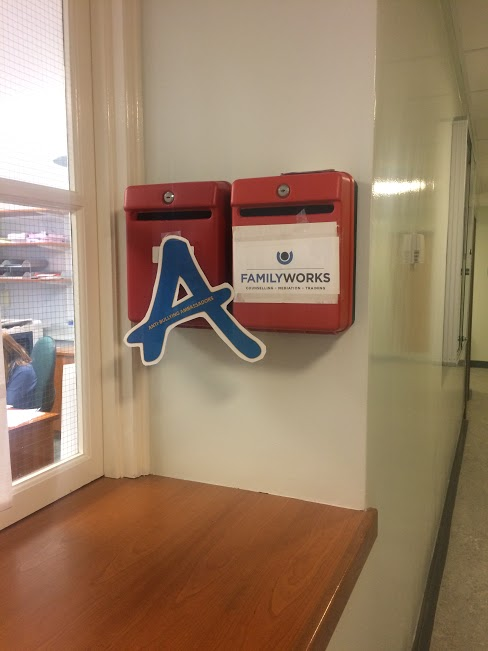 ANTI-BULLYING AMBASSADORS
FAMILYWORKS
COUNSELLING • MEDIATION • TRAINING